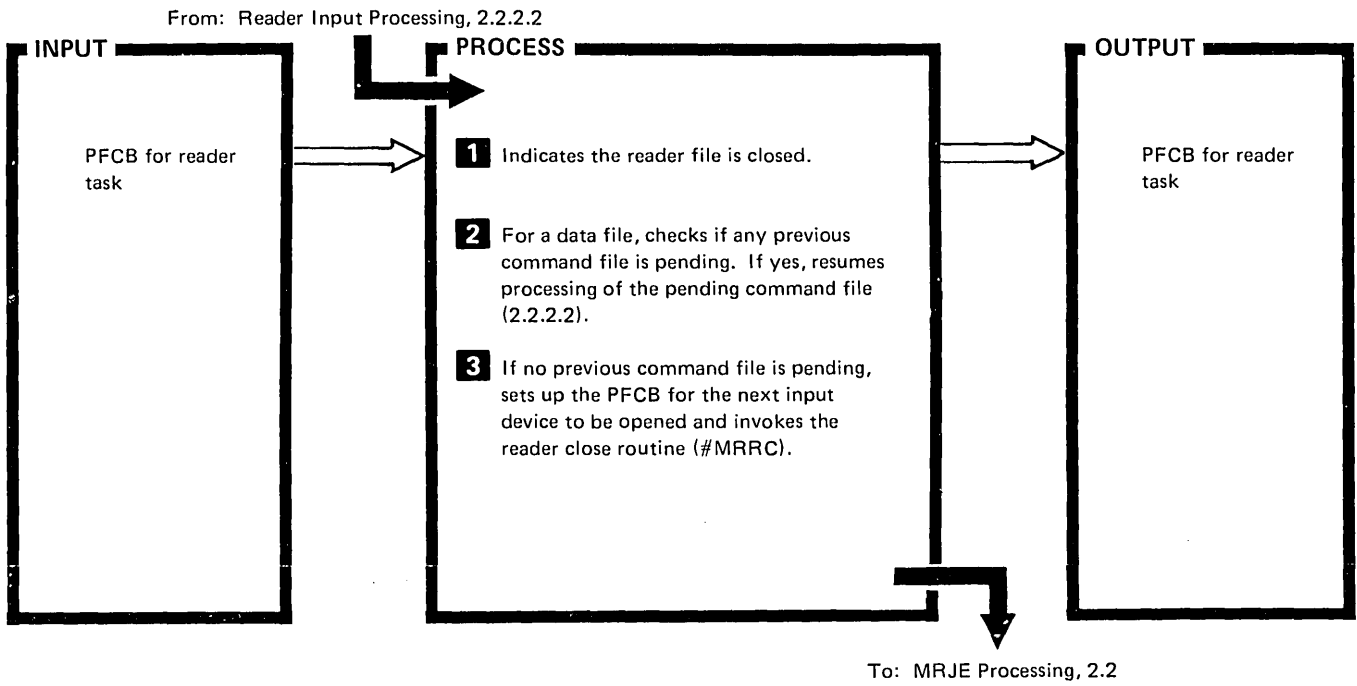 From: Reader Input Processing, 2.2.2.2
INPUT
PROCESS
OUTPUT
PFCB for reader
task
1 Indicates the reader file is closed.
2 For a data file, checks if any previous
command file is pending. If yes, resumes
processing of the pending command file
(2.2.2.2).
3 If no previous command file is pending,
sets up the PFCB for the next input
device to be opened and invokes the
reader close routine (#MRRC).
PFCB for reader
task
To: MRJE Processing, 2.2